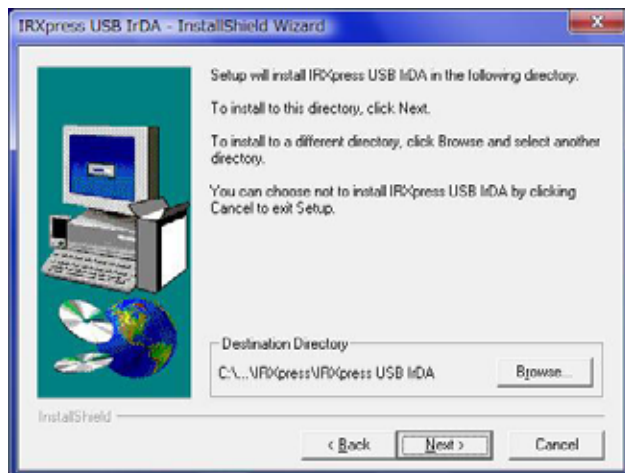 IRXpress USB IrDA - InstallShield Wizard
Setup will install IRXpress USB IrDA in the following directory.
To install to this directory, click Next.
To install to a different directory, click Browse and select another
directory.
You can choose not to install IRXpress USB IrDA by clicking
Cancel to exit Setup.
Destination Directory
C:\...\IRXpress\IRXpress USB IrDA
Browse...
InstallShield
< Back
Next >
Cancel